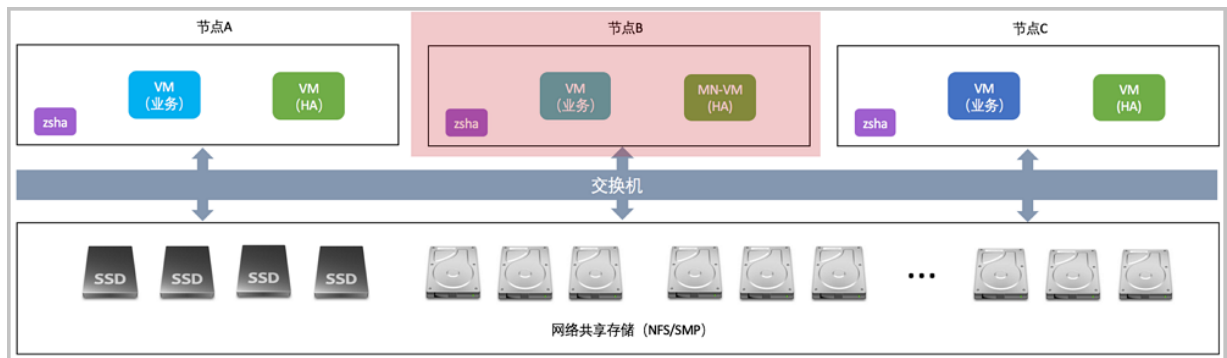 节点A
节点B
节点C
VM
(业务)
VM
(HA)
zsha
VM
(业务)
MN-VM
(HA)
zsha
VM
(业务)
VM
(HA)
zsha
交换机
SSD
SSD
SSD
SSD
...
网络共享存储（NFS/SMP）